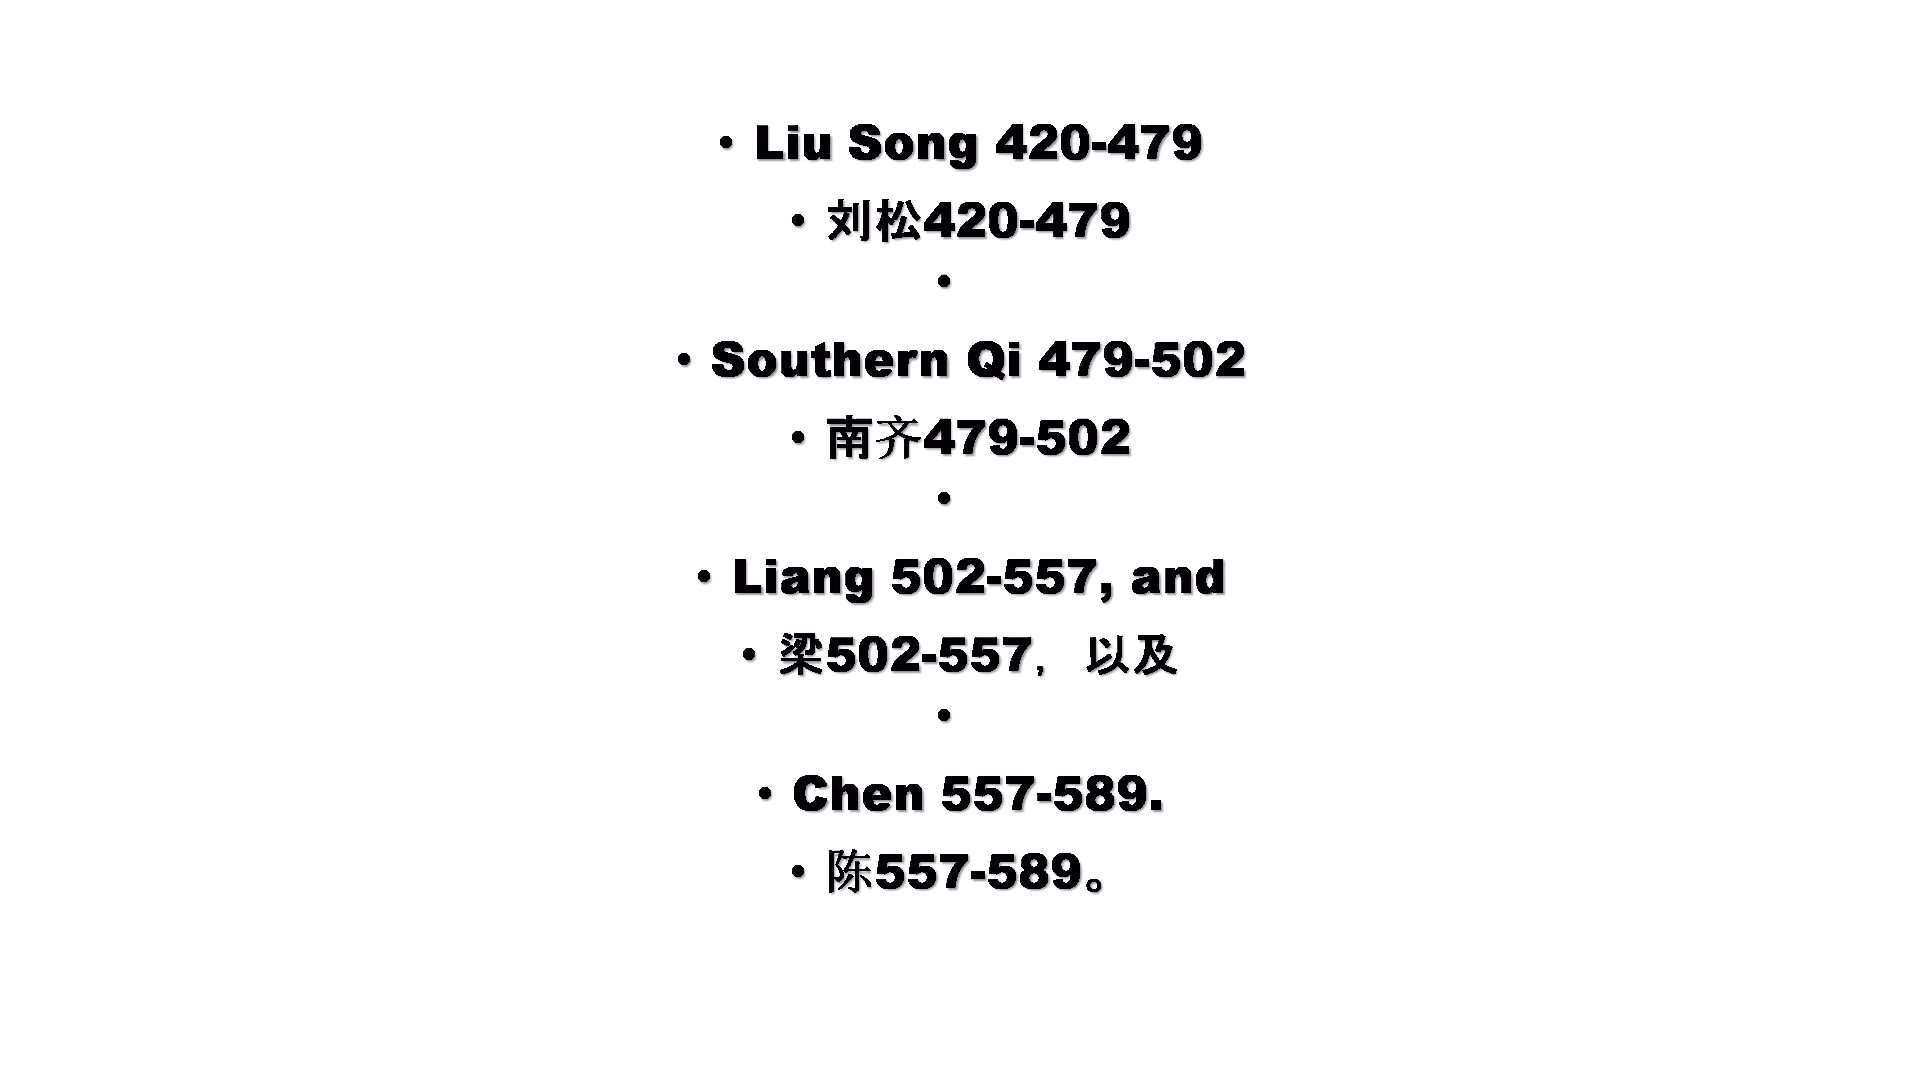 • Liu Song 420-479
• 刘松420-479
•
• Southern Qi 479-502
• 南齐479-502
•
• Liang 502-557, and
• 梁502-557，以及
•
• Chen 557-589.
• 陈557-589。